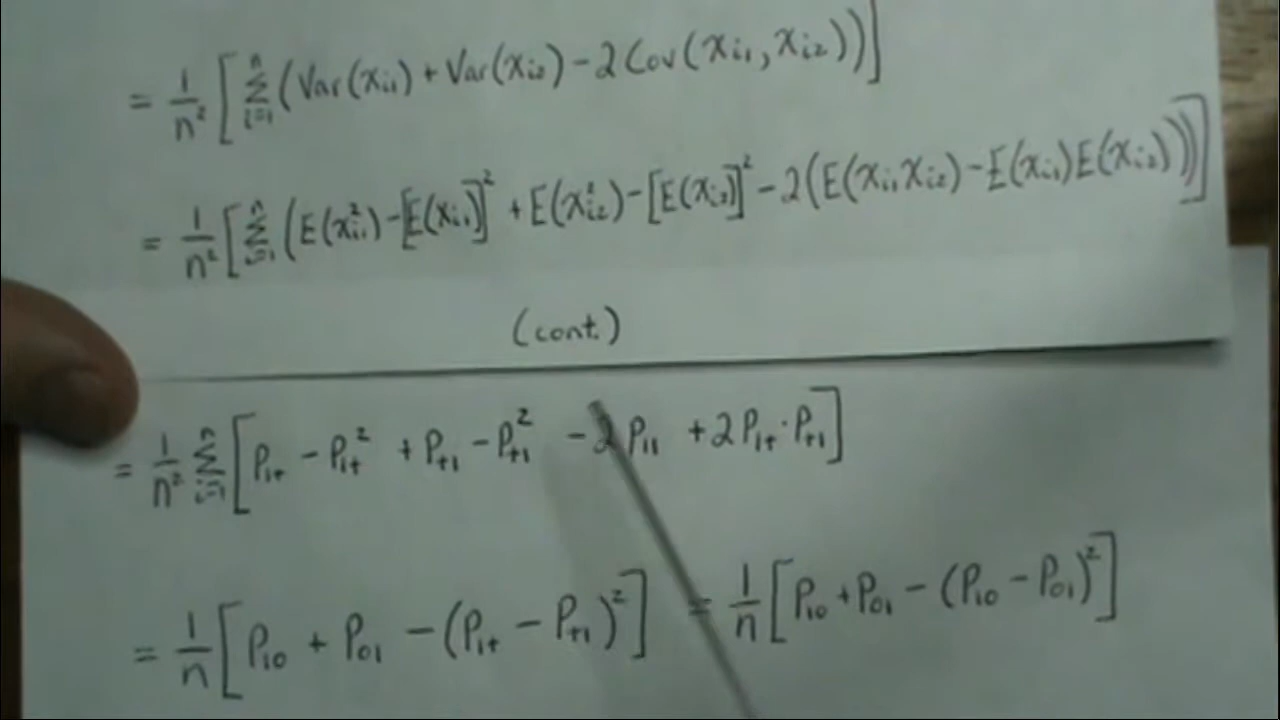 = 1/n² [ Σ_{i=1}^{n} (Var(x_{i1}) + Var(x_{i2}) - 2 Cov(x_{i1}, x_{i2})) ]
= 1/n² [ Σ_{i=1}^{n} (E(x_{i1}²) - [E(x_{i1})]² + E(x_{i2}²) - [E(x_{i2})]² - 2(E(x_{i1} x_{i2}) - E(x_{i1})E(x_{i2}))) ]
(cont.)
= 1/n² Σ_{i=1}^{n} [ P_{1+} - P_{1+}² + P_{+1} - P_{+1}² - 2 P_{11} + 2 P_{1+} · P_{+1} ]
= 1/n [ P_{10} + P_{01} - (P_{1+} - P_{+1})² ] = 1/n [ P_{10} + P_{01} - (P_{10} - P_{01})² ]